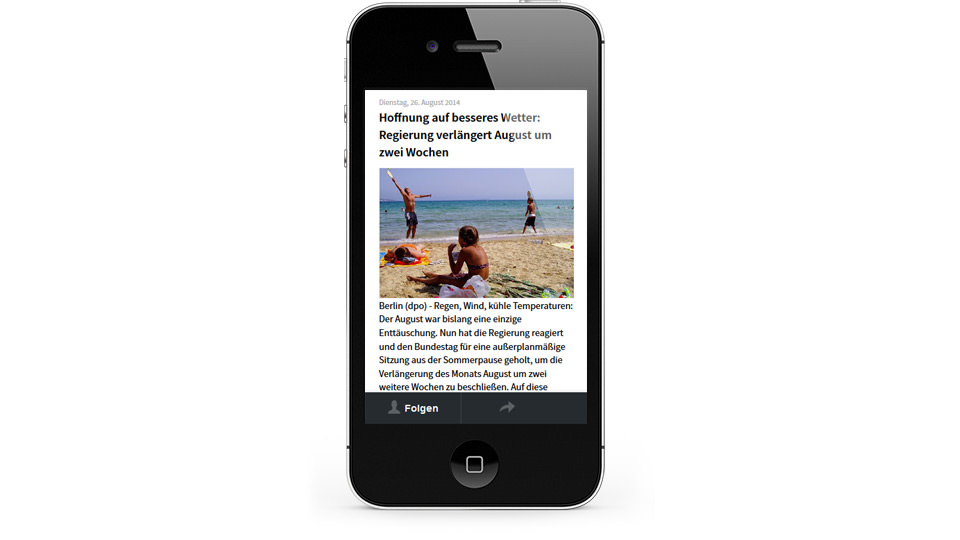 Dienstag, 26. August 2014
Hoffnung auf besseres Wetter:
Regierung verlängert August um
zwei Wochen
Berlin (dpo) - Regen, Wind, kühle Temperaturen:
Der August war bislang eine einzige
Enttäuschung. Nun hat die Regierung reagiert
und den Bundestag für eine außerplanmäßige
Sitzung aus der Sommerpause geholt, um die
Verlängerung des Monats August um zwei
weitere Wochen zu beschließen. Auf diese
Folgen